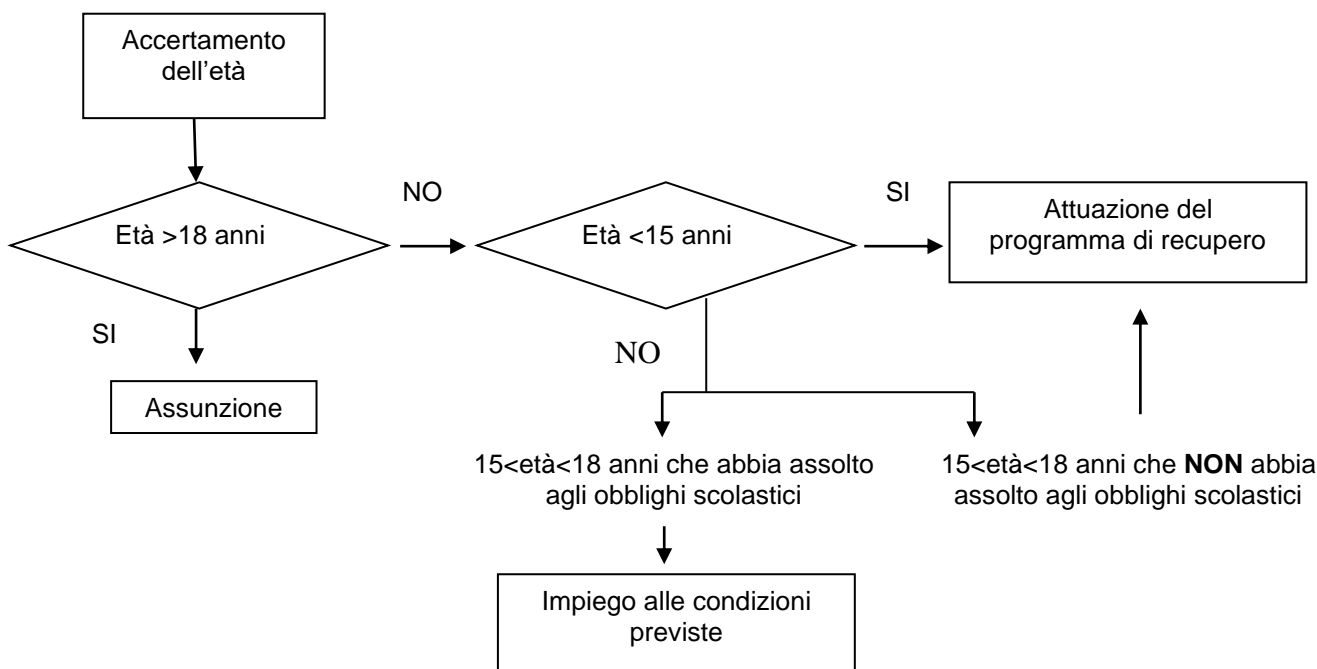 Accertamento
dell'età
Età >18 anni
NO
Età <15 anni
SI
Attuazione del
programma di recupero
SI
Assunzione
NO
15<età<18 anni che abbia assolto
agli obblighi scolastici
15<età<18 anni che NON abbia
assolto agli obblighi scolastici
Impiego alle condizioni
previste